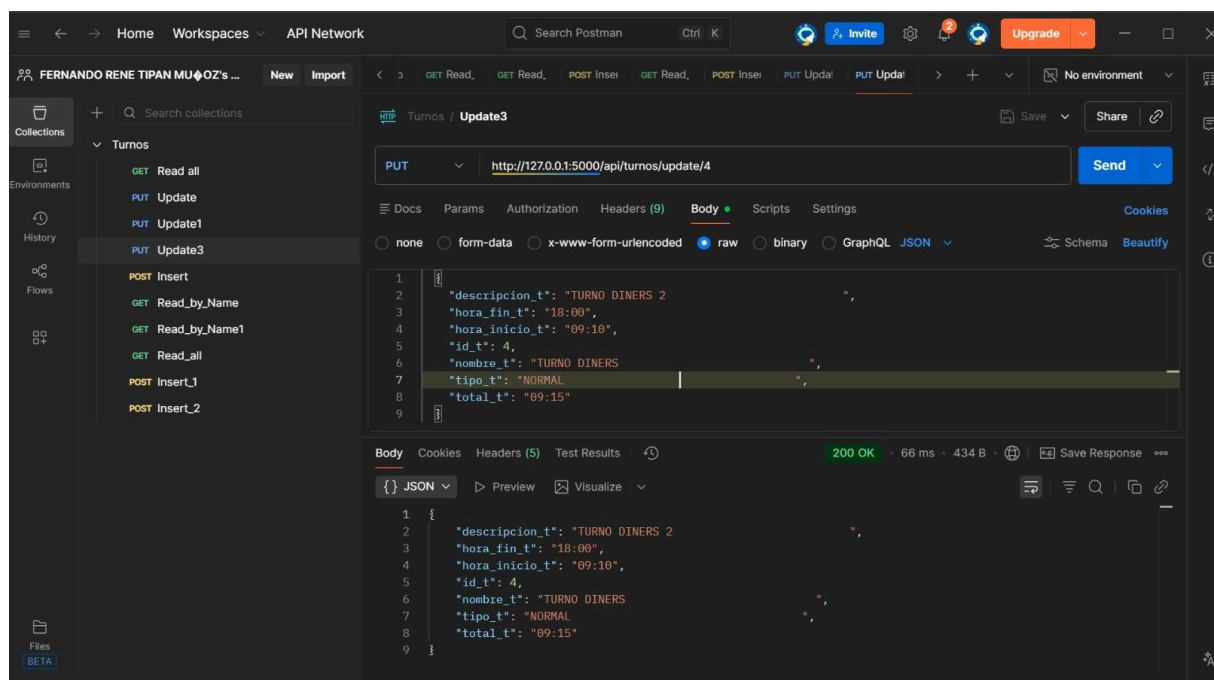 Home Workspaces API Network Search Postman Ctrl K Invite 2 Upgrade
FERNANDO RENE TIPAN MU�OZ's ... New Import GET Read_ GET Read_ POST Inser GET Read_ POST Inser PUT Updat PUT Updat No environment
Collections
Environments
History
Flows
Files
BETA
Search collections
Turnos
GET Read all
PUT Update
PUT Update1
PUT Update3
POST Insert
GET Read_by_Name
GET Read_by_Name1
GET Read_all
POST Insert_1
POST Insert_2
HTTP Turnos / Update3 Save Share
PUT http://127.0.0.1:5000/api/turnos/update/4 Send
Docs Params Authorization Headers (9) Body Scripts Settings Cookies
none form-data x-www-form-urlencoded raw binary GraphQL JSON Schema Beautify
1 {
2 "descripcion_t": "TURNO DINERS 2 ",
3 "hora_fin_t": "18:00",
4 "hora_inicio_t": "09:10",
5 "id_t": 4,
6 "nombre_t": "TURNO DINERS ",
7 "tipo_t": "NORMAL ",
8 "total_t": "09:15"
9 }
Body Cookies Headers (5) Test Results 200 OK 66 ms 434 B e.g. Save Response
{} JSON Preview Visualize
1 {
2 "descripcion_t": "TURNO DINERS 2 ",
3 "hora_fin_t": "18:00",
4 "hora_inicio_t": "09:10",
5 "id_t": 4,
6 "nombre_t": "TURNO DINERS ",
7 "tipo_t": "NORMAL ",
8 "total_t": "09:15"
9 }